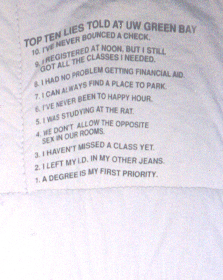 TOP TEN LIES TOLD AT UW GREEN BAY
10. I'VE NEVER BOUNCED A CHECK.
9. I REGISTERED AT NOON, BUT I STILL
GOT ALL THE CLASSES I NEEDED.
8. I HAD NO PROBLEM GETTING FINANCIAL AID.
7. I CAN ALWAYS FIND A PLACE TO PARK.
6. I'VE NEVER BEEN TO HAPPY HOUR.
5. I WAS STUDYING AT THE RAT.
4. WE DON'T ALLOW THE OPPOSITE
SEX IN OUR ROOMS.
3. I HAVEN'T MISSED A CLASS YET.
2. I LEFT MY I.D. IN MY OTHER JEANS.
1. A DEGREE IS MY FIRST PRIORITY.